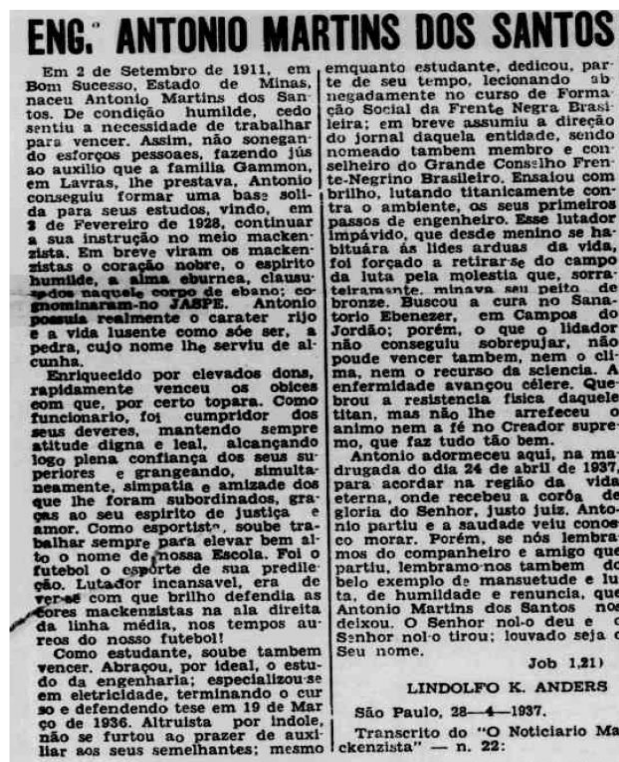 ENG.º ANTONIO MARTINS DOS SANTOS
Em 2 de Setembro de 1911, em
Bom Sucesso, Estado de Minas,
naceu Antonio Martins dos San-
tos. De condição humilde, cedo
sentiu a necessidade de trabalhar
para vencer. Assim, não sonegan-
do esforços pessoaes, fazendo jús
ao auxilio que a familia Gammon,
em Lavras, lhe prestava, Antonio
conseguiu formar uma base soli-
da para seus estudos, vindo, em
de Fevereiro de 1928, continuar
a sua instrução no meio macken-
zista. Em breve viram os macken-
zistas o coração nobre, o espirito
humilde, a alma eburnea, clausu-
rados naquele corpo de ebano; co-
gnominaram-no JASPE. Antonio
possuia realmente o carater rijo
e a vida lusente como sóe ser, a
pedra, cujo nome lhe serviu de al-
cunha.
Enriquecido por elevados dons,
rapidamente venceu os obices
com que, por certo topara. Como
funcionario, foi cumpridor dos
seus deveres, mantendo sempre
atitude digna e leal, alcançando
logo plena confiança dos seus su-
periores e grangeando, simulta-
neamente, simpatia e amizade dos
que lhe foram subordinados, gra-
ças ao seu espirito de justiça e
amor. Como esportista, soube tra-
balhar sempre para elevar bem al-
to o nome de nossa Escola. Foi o
futebol o esporte de sua predile-
ção. Lutador incansavel, era de
ver-se com que brilho defendia as
cores mackenzistas na ala direita
da linha média, nos tempos au-
reos do nosso futebol!
Como estudante, soube tambem
vencer. Abraçou, por ideal, o estu-
do da engenharia; especializou-se
em eletricidade, terminando o cur
so e defendendo tese em 19 de Mar
ço de 1936. Altruista por indole,
não se furtou ao prazer de auxi-
liar aos seus semelhantes; mesmo
emquanto estudante, dedicou, par-
te de seu tempo, lecionando ab
negadamente no curso de Forma-
ção Social da Frente Negra Brasi-
leira; em breve assumiu a direção
do jornal daquela entidade, sendo
nomeado tambem membro e con-
selheiro do Grande Conselho Fren-
te-Negrino Brasileiro. Ensaiou com
brilho, lutando titanicamente con-
tra o ambiente, os seus primeiros
passos de engenheiro. Esse lutador
impávido, que desde menino se ha-
bituára ás lides arduas da vida,
foi forçado a retirar-se do campo
da luta pela molestia que, sorra-
teiramente, minava seu peito de
bronze. Buscou a cura no Sana-
torio Ebenezer, em Campos do
Jordão; porém, o que o lidador
não conseguiu sobrepujar, não
poude vencer tambem, nem o cli-
ma, nem o recurso da sciencia. A
enfermidade avançou célere. Que-
brou a resistencia fisica daquele
titan, mas não lhe arrefeceu o
animo nem a fé no Creador supre-
mo, que faz tudo tão bem.
Antonio adormeceu aqui, na ma-
drugada do dia 24 de abril de 1937,
para acordar na região da vida
eterna, onde recebeu a corôa de
gloria do Senhor, justo juiz. Anto-
nio partiu e a saudade veiu conos-
co morar. Porém, se nós lembra-
mos do companheiro e amigo que
partiu, lembramo-nos tambem do
belo exemplo de mansuetude e lu-
ta, de humildade e renuncia, que
Antonio Martins dos Santos nos
deixou. O Senhor nol-o deu e o
Senhor nol-o tirou; louvado seja o
Seu nome.
Job 1,21)
LINDOLFO K. ANDERS
São Paulo, 28—4—1937.
Transcrito do "O Noticiario Ma
ckenzista" — n. 22: